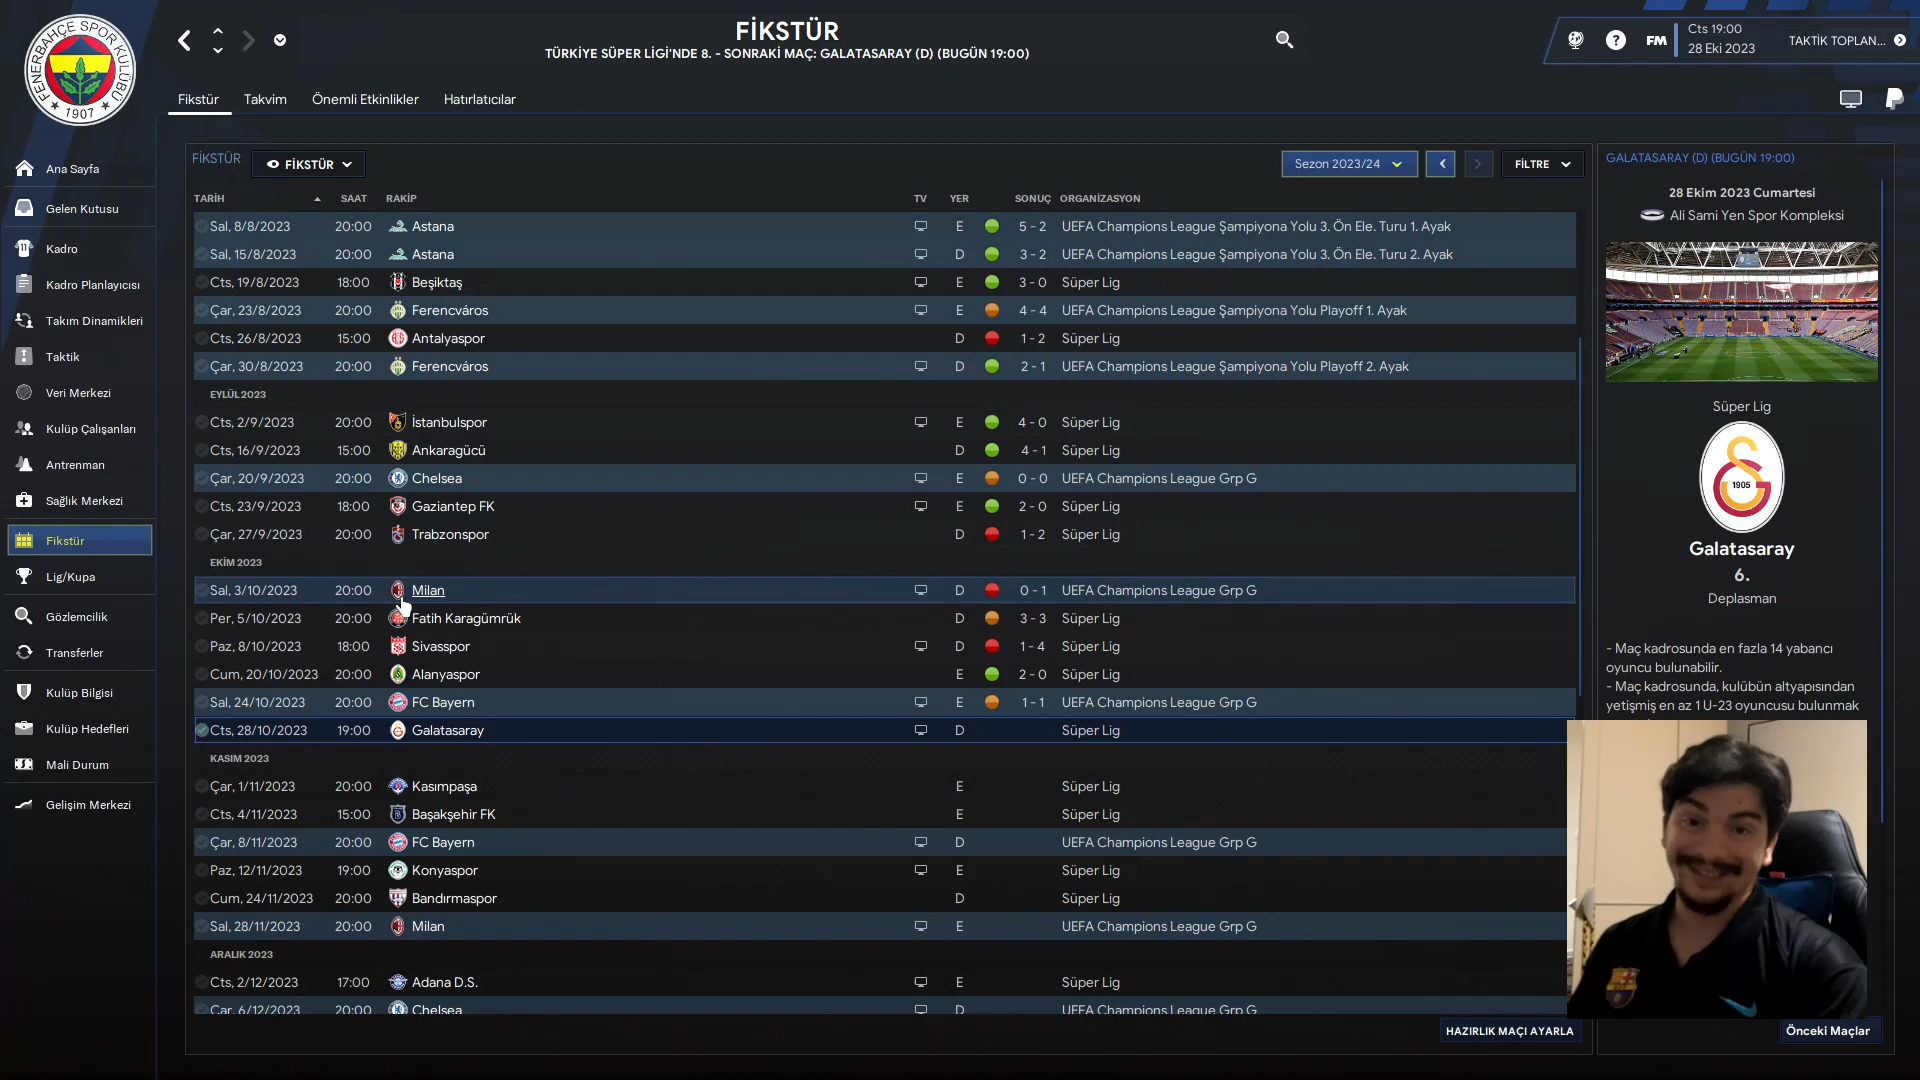 FENERBAHÇE SPOR KULÜBÜ
★ 1907 ★
FİKSTÜR
TÜRKİYE SÜPER LİGİ'NDE 8. - SONRAKİ MAÇ: GALATASARAY (D) (BUGÜN 19:00)
FM
Cts 19:00
28 Eki 2023
TAKTİK TOPLAN...
Fikstür Takvim Önemli Etkinlikler Hatırlatıcılar
Ana Sayfa
Gelen Kutusu
Kadro
Kadro Planlayıcısı
Takım Dinamikleri
Taktik
Veri Merkezi
Kulüp Çalışanları
Antrenman
Sağlık Merkezi
Fikstür
Lig/Kupa
Gözlemcilik
Transferler
Kulüp Bilgisi
Kulüp Hedefleri
Mali Durum
Gelişim Merkezi
FİKSTÜR FİKSTÜR Sezon 2023/24 FİLTRE
TARİH SAAT RAKİP TV YER SONUÇ ORGANİZASYON
Sal, 8/8/2023 20:00 Astana E 5 - 2 UEFA Champions League Şampiyona Yolu 3. Ön Ele. Turu 1. Ayak
Sal, 15/8/2023 20:00 Astana D 3 - 2 UEFA Champions League Şampiyona Yolu 3. Ön Ele. Turu 2. Ayak
Cts, 19/8/2023 18:00 Beşiktaş E 3 - 0 Süper Lig
Çar, 23/8/2023 20:00 Ferencváros E 4 - 4 UEFA Champions League Şampiyona Yolu Playoff 1. Ayak
Cts, 26/8/2023 15:00 Antalyaspor D 1 - 2 Süper Lig
Çar, 30/8/2023 20:00 Ferencváros D 2 - 1 UEFA Champions League Şampiyona Yolu Playoff 2. Ayak
EYLÜL 2023
Cts, 2/9/2023 20:00 İstanbulspor E 4 - 0 Süper Lig
Cts, 16/9/2023 15:00 Ankaragücü D 4 - 1 Süper Lig
Çar, 20/9/2023 20:00 Chelsea E 0 - 0 UEFA Champions League Grp G
Cts, 23/9/2023 18:00 Gaziantep FK E 2 - 0 Süper Lig
Çar, 27/9/2023 20:00 Trabzonspor D 1 - 2 Süper Lig
EKİM 2023
Sal, 3/10/2023 20:00 Milan D 0 - 1 UEFA Champions League Grp G
Per, 5/10/2023 20:00 Fatih Karagümrük D 3 - 3 Süper Lig
Paz, 8/10/2023 18:00 Sivasspor D 1 - 4 Süper Lig
Cum, 20/10/2023 20:00 Alanyaspor E 2 - 0 Süper Lig
Sal, 24/10/2023 20:00 FC Bayern E 1 - 1 UEFA Champions League Grp G
Cts, 28/10/2023 19:00 Galatasaray D Süper Lig
KASIM 2023
Çar, 1/11/2023 20:00 Kasımpaşa E Süper Lig
Cts, 4/11/2023 15:00 Başakşehir FK E Süper Lig
Çar, 8/11/2023 20:00 FC Bayern D UEFA Champions League Grp G
Paz, 12/11/2023 19:00 Konyaspor E Süper Lig
Cum, 24/11/2023 20:00 Bandırmaspor D Süper Lig
Sal, 28/11/2023 20:00 Milan E UEFA Champions League Grp G
ARALIK 2023
Cts, 2/12/2023 17:00 Adana D.S. E Süper Lig
Çar, 6/12/2023 20:00 Chelsea D UEFA Champions League Grp G
HAZIRLIK MAÇI AYARLA
GALATASARAY (D) (BUGÜN 19:00)
28 Ekim 2023 Cumartesi
Ali Sami Yen Spor Kompleksi
Süper Lig
1905
Galatasaray
6.
Deplasman
- Maç kadrosunda en fazla 14 yabancı
oyuncu bulunabilir.
- Maç kadrosunda, kulübün altyapısından
yetişmiş en az 1 U-23 oyuncusu bulunmak
Önceki Maçlar